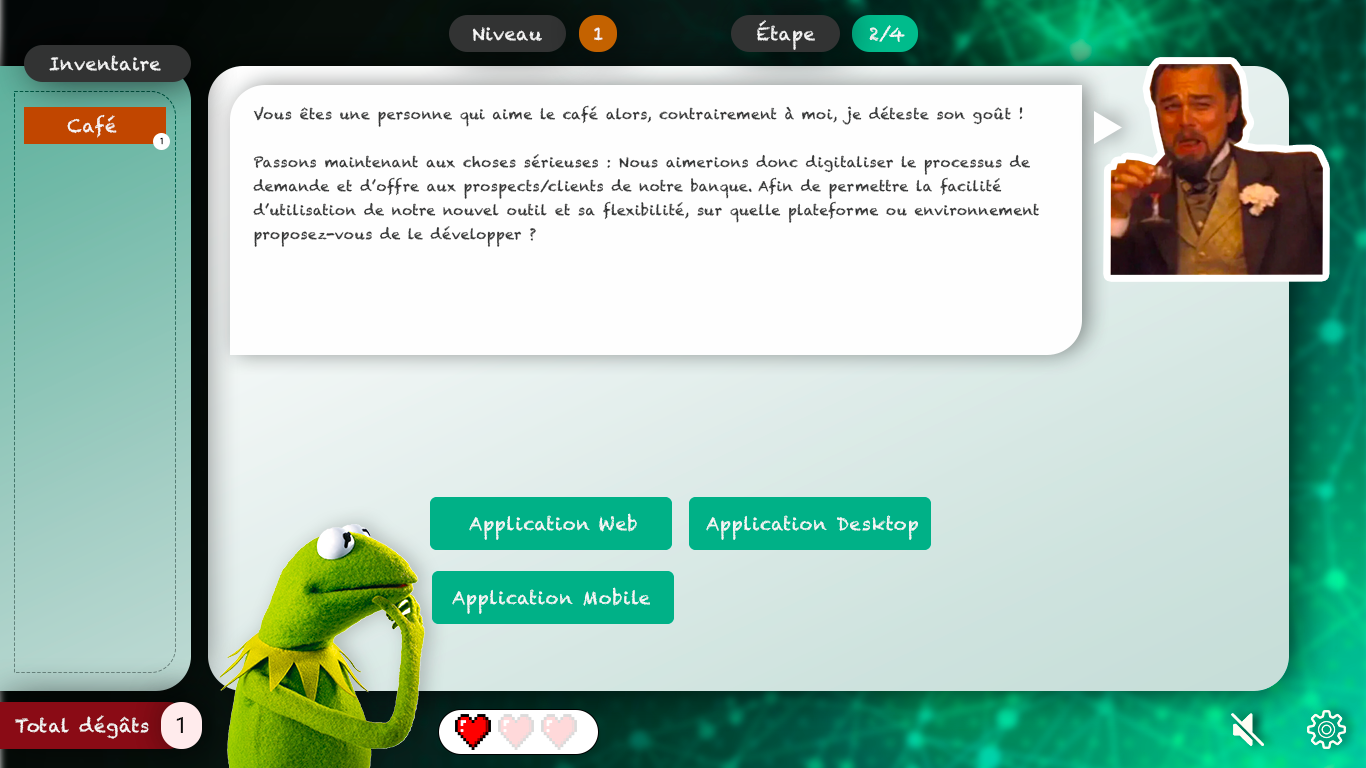 Niveau 1 Étape 2/4
Inventaire
Café
1
Vous êtes une personne qui aime le café alors, contrairement à moi, je déteste son goût !
Passons maintenant aux choses sérieuses : Nous aimerions donc digitaliser le processus de
demande et d'offre aux prospects/clients de notre banque. Afin de permettre la facilité
d'utilisation de notre nouvel outil et sa flexibilité, sur quelle plateforme ou environnement
proposez-vous de le développer ?
Application Web
Application Desktop
Application Mobile
Total dégâts 1